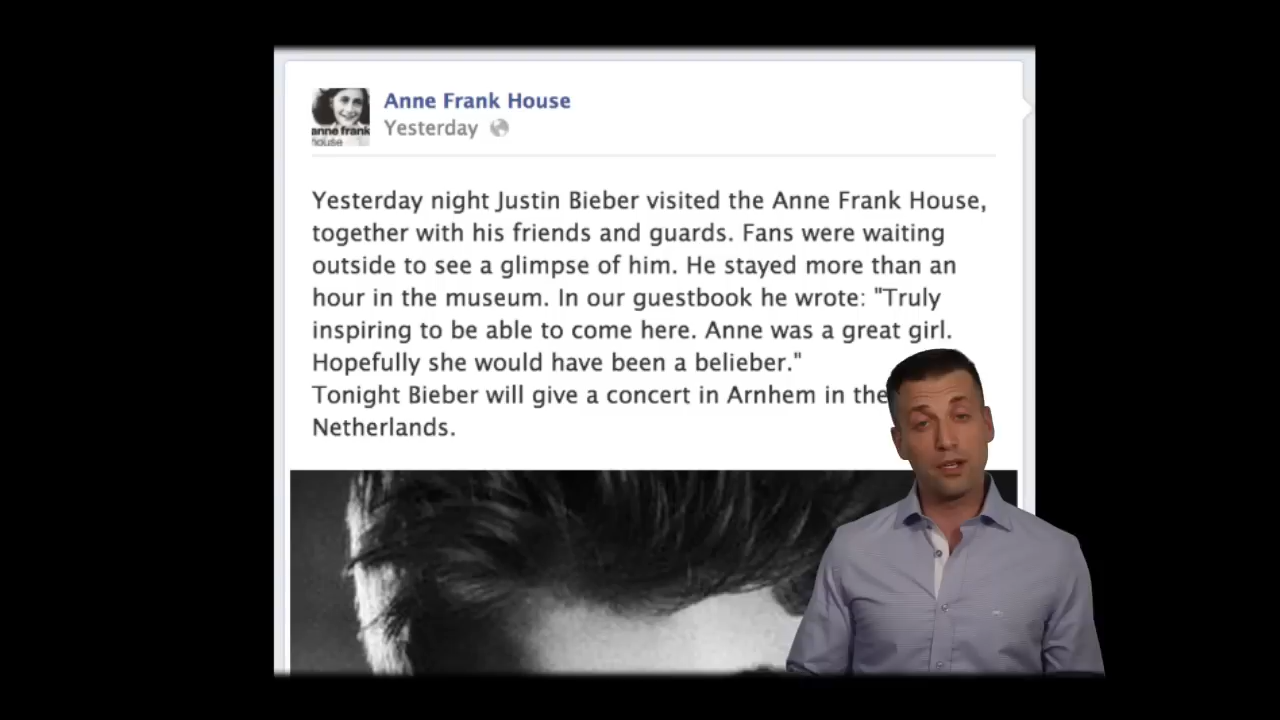 Anne Frank House
Yesterday
anne frank
house
Yesterday night Justin Bieber visited the Anne Frank House,
together with his friends and guards. Fans were waiting
outside to see a glimpse of him. He stayed more than an
hour in the museum. In our guestbook he wrote: "Truly
inspiring to be able to come here. Anne was a great girl.
Hopefully she would have been a belieber."
Tonight Bieber will give a concert in Arnhem in the
Netherlands.